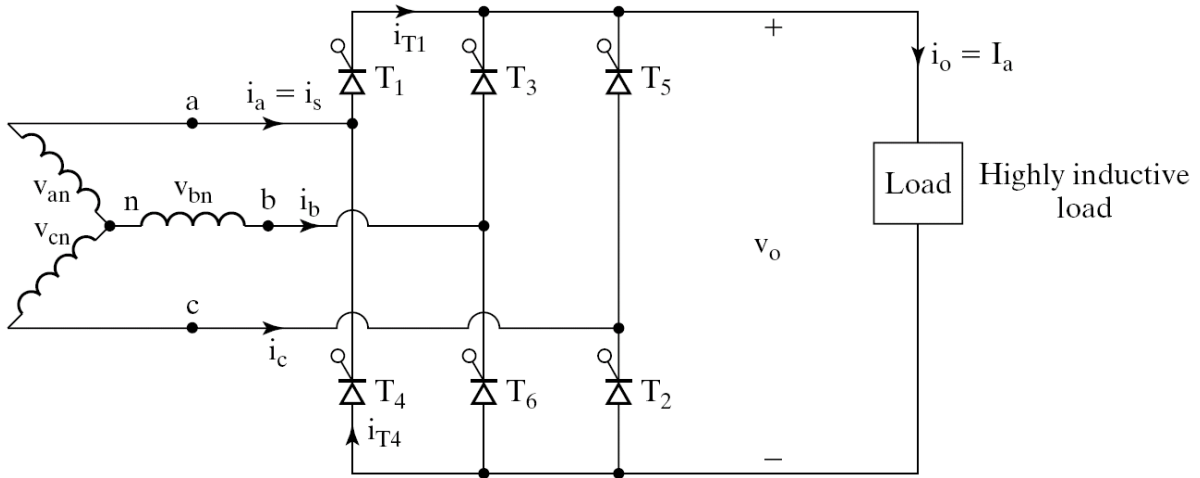 i_T1
+
T_1
T_3
T_5
i_o = I_a
a
i_a = i_s
v_an
n
v_bn
b
i_b
Load
Highly inductive
load
v_cn
v_o
c
i_c
T_4
T_6
T_2
i_T4
−